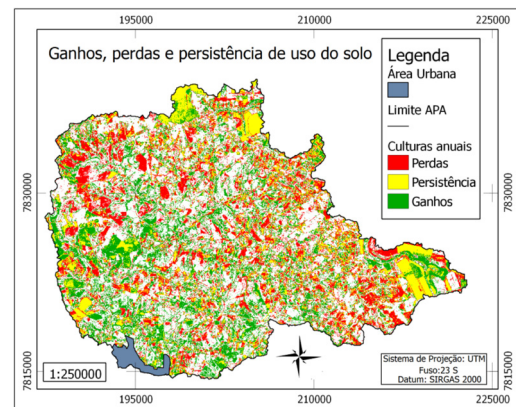 195000 210000 225000
Ganhos, perdas e persistência de uso do solo
Legenda
Área Urbana
Limite APA
Culturas anuais
Perdas
Persistência
Ganhos
7830000 7830000
7815000 7815000
1:250000
Sistema de Projeção: UTM
Fuso:23 S
Datum: SIRGAS 2000
195000 210000 225000